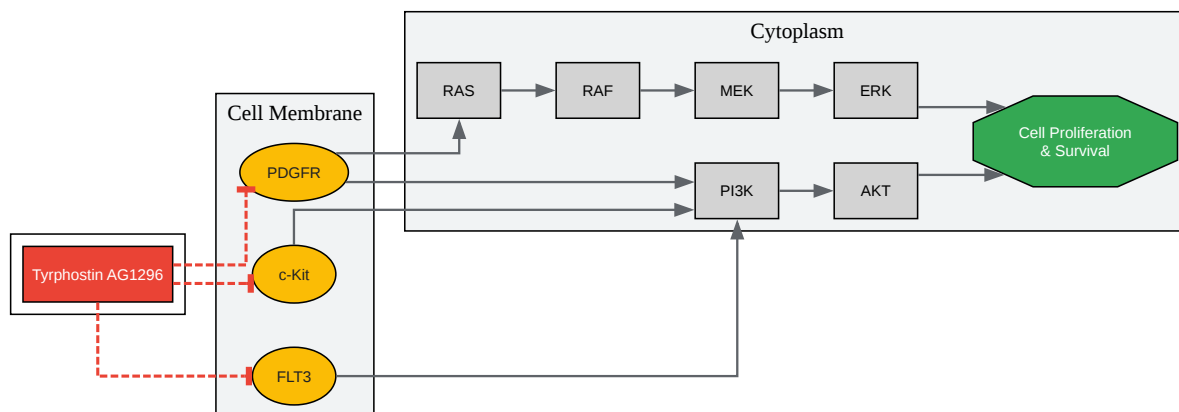 Cytoplasm
RAS
RAF
MEK
ERK
Cell Membrane
Cell Proliferation
& Survival
PDGFR
PI3K
AKT
Tyrphostin AG1296
c-Kit
FLT3